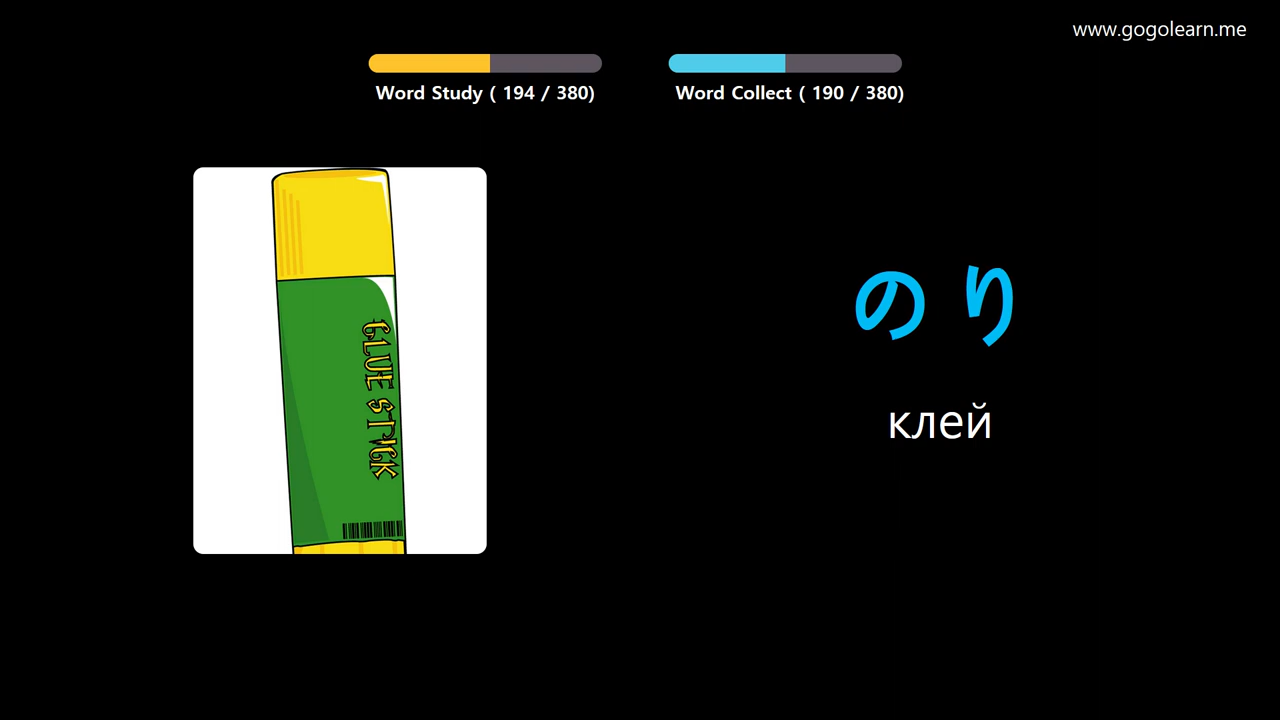 www.gogolearn.me
Word Study ( 194 / 380)
Word Collect ( 190 / 380)
GLUE STICK
のり
клей